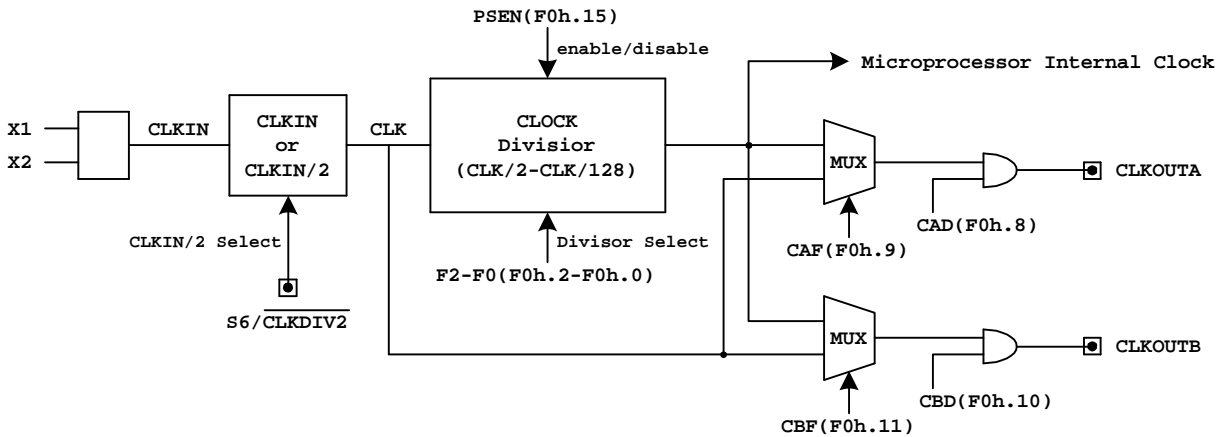 PSEN(F0h.15)
enable/disable
Microprocessor Internal Clock
X1
X2
CLKIN
CLKIN
or
CLKIN/2
CLK
CLOCK
Divisior
(CLK/2-CLK/128)
MUX
CLKOUTA
CAD(F0h.8)
CLKIN/2 Select
Divisor Select
CAF(F0h.9)
F2-F0(F0h.2-F0h.0)
S6/CLKDIV2
MUX
CLKOUTB
CBD(F0h.10)
CBF(F0h.11)